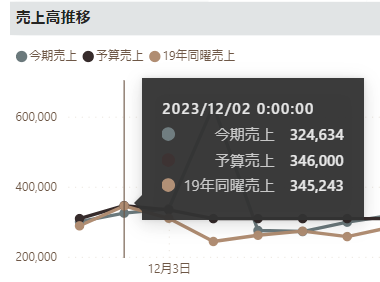 売上高推移
今期売上 予算売上 19年同曜売上
600,000
400,000
200,000
12月3日
2023/12/02 0:00:00
今期売上 324,634
予算売上 346,000
19年同曜売上 345,243